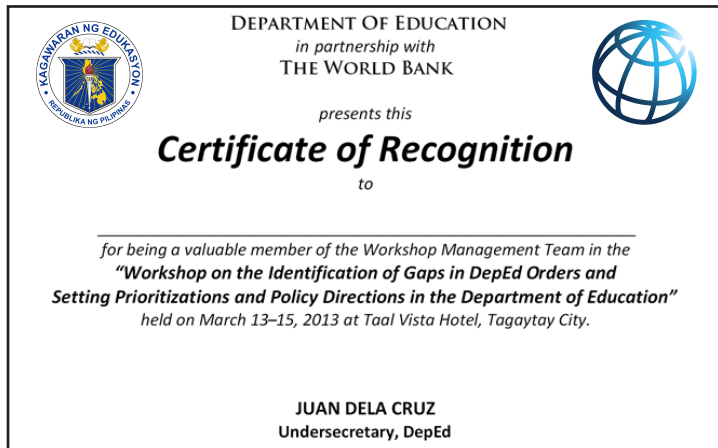 DEPARTMENT OF EDUCATION
in partnership with
THE WORLD BANK
KAGAWARAN NG EDUKASYON
REPUBLIKA NG PILIPINAS
presents this
Certificate of Recognition
to
for being a valuable member of the Workshop Management Team in the
“Workshop on the Identification of Gaps in DepEd Orders and
Setting Prioritizations and Policy Directions in the Department of Education”
held on March 13–15, 2013 at Taal Vista Hotel, Tagaytay City.
JUAN DELA CRUZ
Undersecretary, DepEd